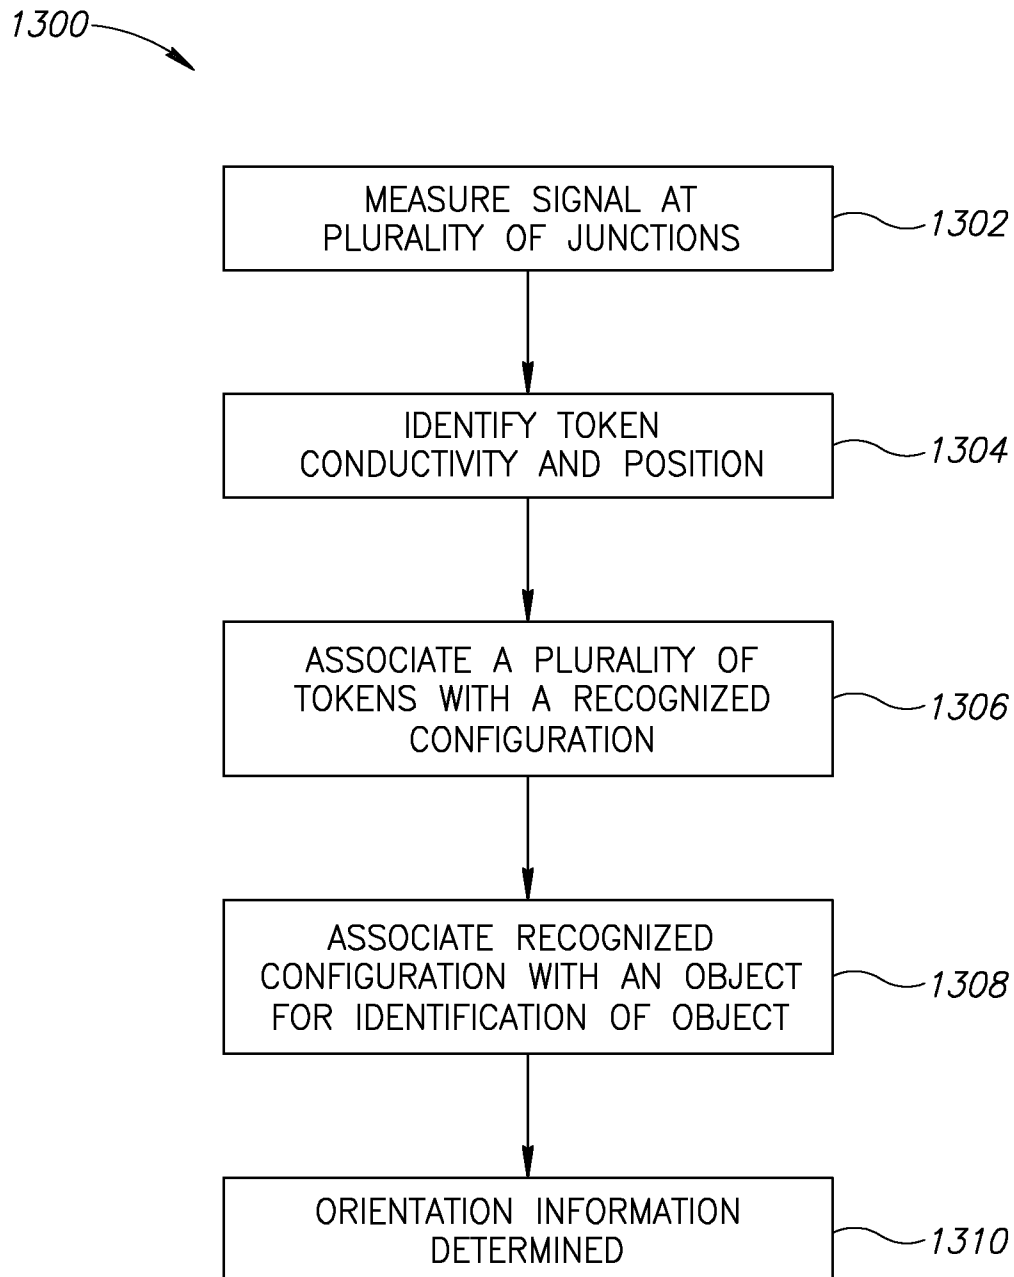 1300
MEASURE SIGNAL AT
PLURALITY OF JUNCTIONS
1302
IDENTIFY TOKEN
CONDUCTIVITY AND POSITION
1304
ASSOCIATE A PLURALITY OF
TOKENS WITH A RECOGNIZED
CONFIGURATION
1306
ASSOCIATE RECOGNIZED
CONFIGURATION WITH AN OBJECT
FOR IDENTIFICATION OF OBJECT
1308
ORIENTATION INFORMATION
DETERMINED
1310